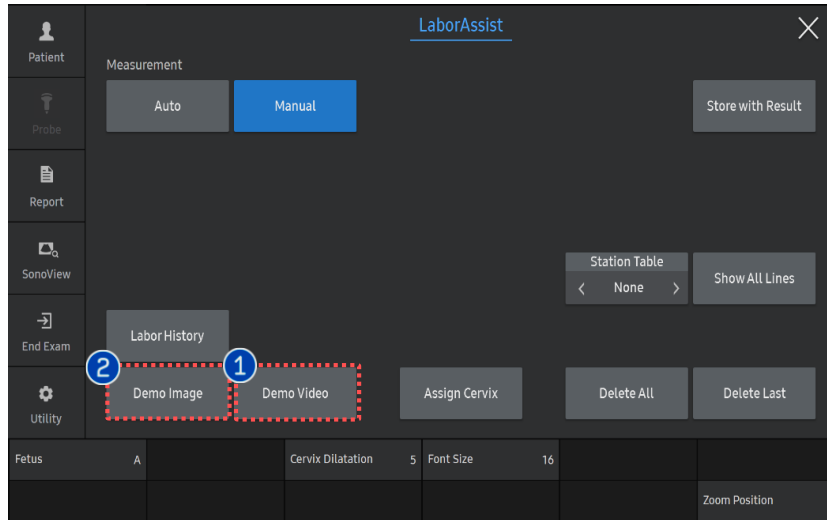 LaborAssist
Patient
Measurement
Auto
Manual
Store with Result
Probe
Report
SonoView
Station Table
None
Show All Lines
End Exam
Labor History
2
1
Demo Image
Demo Video
Assign Cervix
Delete All
Delete Last
Utility
Fetus A
Cervix Dilatation 5
Font Size 16
Zoom Position